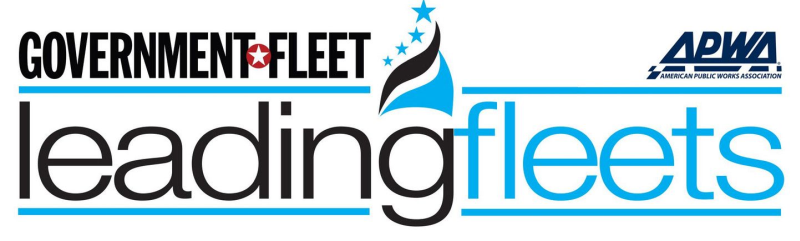 GOVERNMENT FLEET
APWA
AMERICAN PUBLIC WORKS ASSOCIATION
leadingfleets